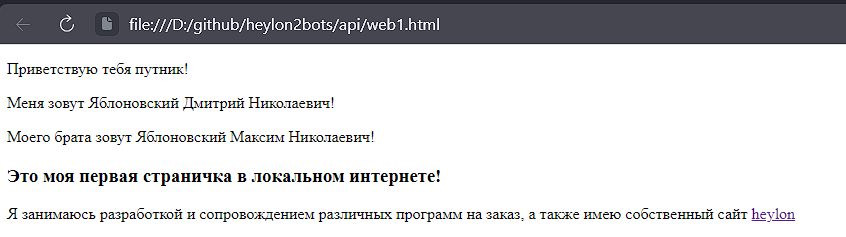 file:///D:/github/heylon2bots/api/web1.html
Приветствую тебя путник!
Меня зовут Яблоновский Дмитрий Николаевич!
Моего брата зовут Яблоновский Максим Николаевич!
Это моя первая страничка в локальном интернете!
Я занимаюсь разработкой и сопровождением различных программ на заказ, а также имею собственный сайт heylon